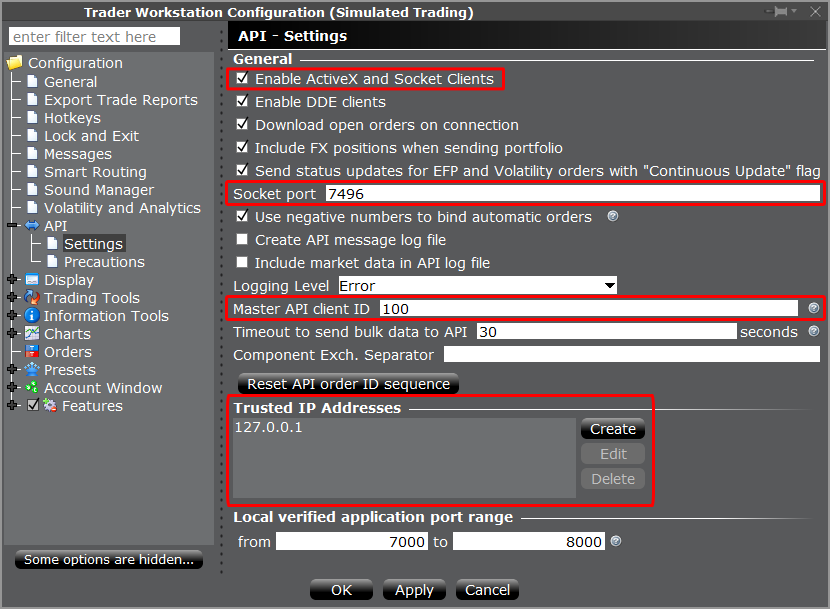 Trader Workstation Configuration (Simulated Trading)
enter filter text here
Configuration
General
Export Trade Reports
Hotkeys
Lock and Exit
Messages
Smart Routing
Sound Manager
Volatility and Analytics
API
Settings
Precautions
Display
Trading Tools
Information Tools
Charts
Orders
Presets
Account Window
Features
Some options are hidden...
API - Settings
General
Enable ActiveX and Socket Clients
Enable DDE clients
Download open orders on connection
Include FX positions when sending portfolio
Send status updates for EFP and Volatility orders with "Continuous Update" flag
Socket port 7496
Use negative numbers to bind automatic orders ?
Create API message log file
Include market data in API log file
Logging Level Error
Master API client ID 100 ?
Timeout to send bulk data to API 30 seconds ?
Component Exch. Separator
Reset API order ID sequence
Trusted IP Addresses
127.0.0.1
Create
Edit
Delete
Local verified application port range
from 7000 to 8000 ?
OK Apply Cancel